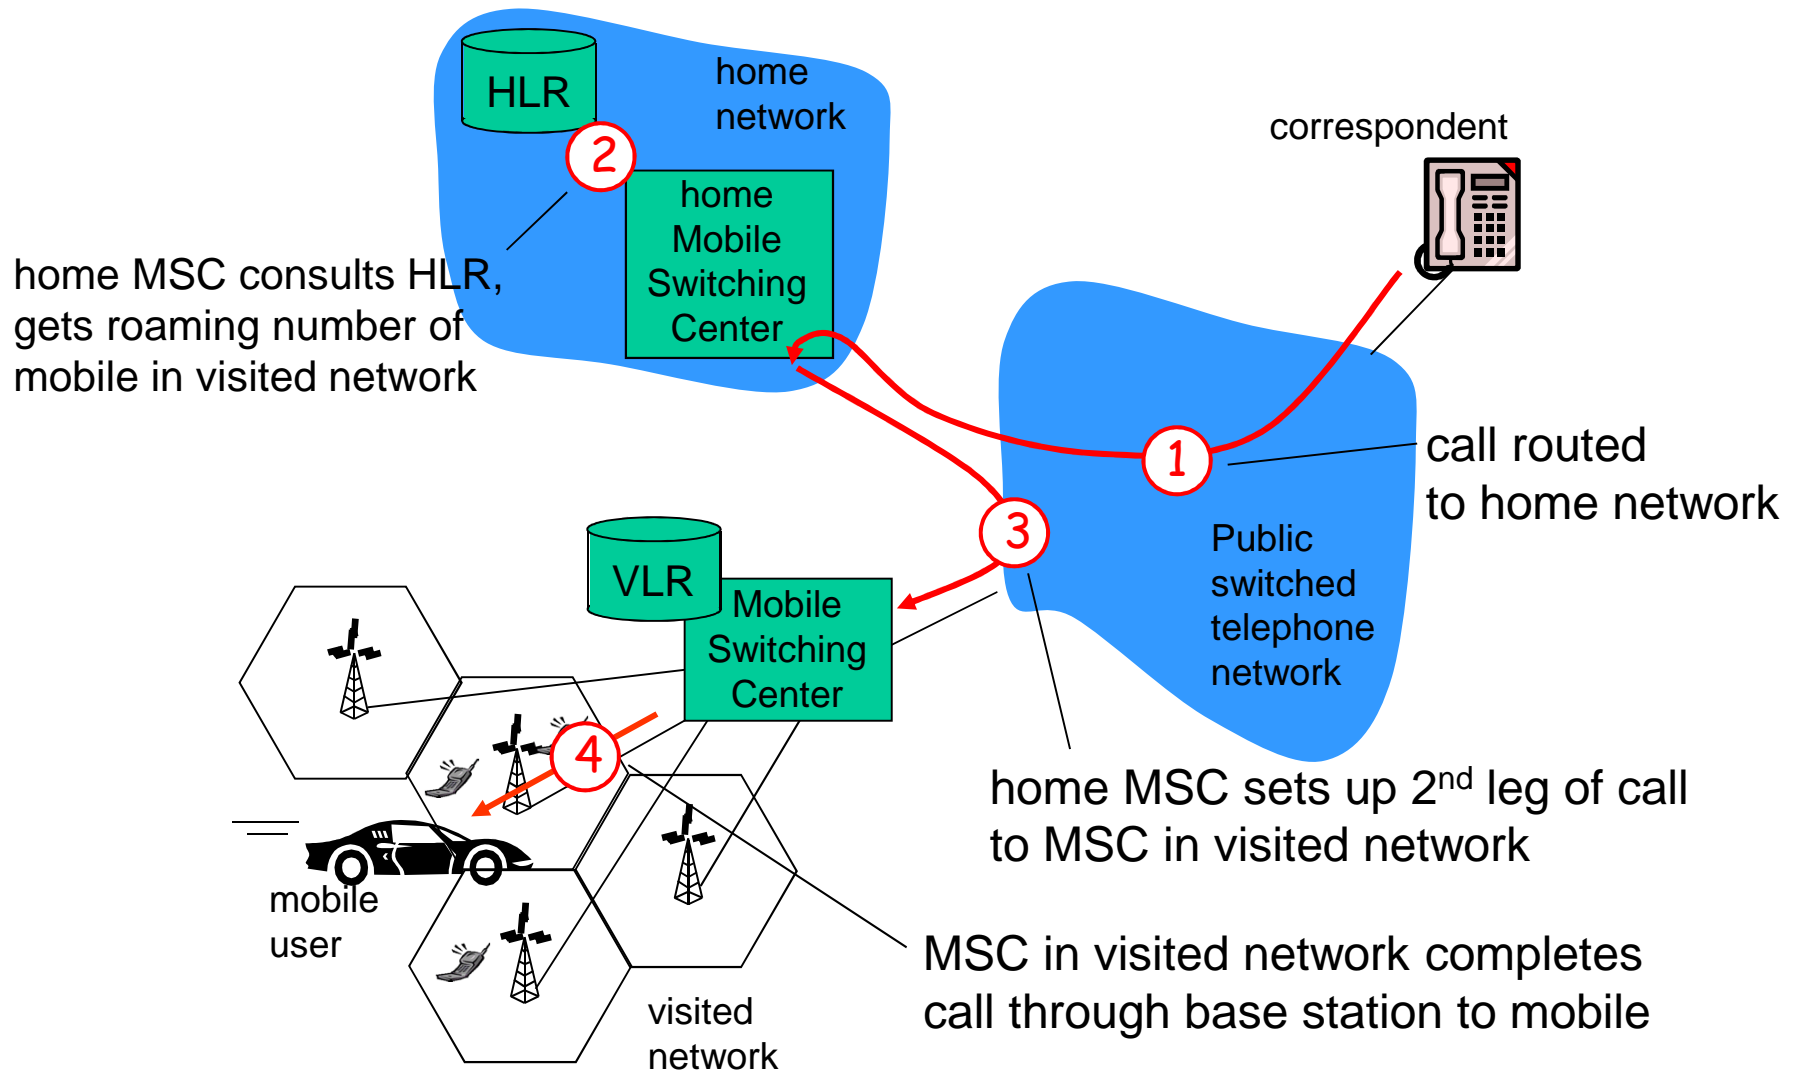 HLR
home
network
2
home
Mobile
Switching
Center
correspondent
home MSC consults HLR,
gets roaming number of
mobile in visited network
1
call routed
to home network
3
Public
switched
telephone
network
VLR
Mobile
Switching
Center
4
home MSC sets up 2nd leg of call
to MSC in visited network
mobile
user
MSC in visited network completes
call through base station to mobile
visited
network